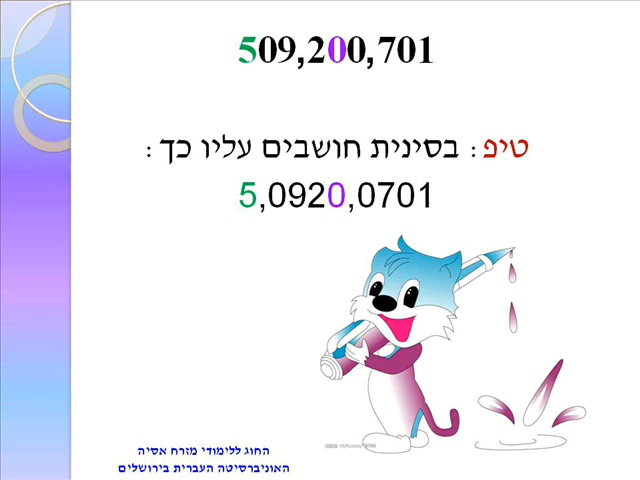 509,200,701
טיפ: בסינית חושבים עליו כך:
5,0920,0701
החוג ללימודי מזרח אסיה
האוניברסיטה העברית בירושלים